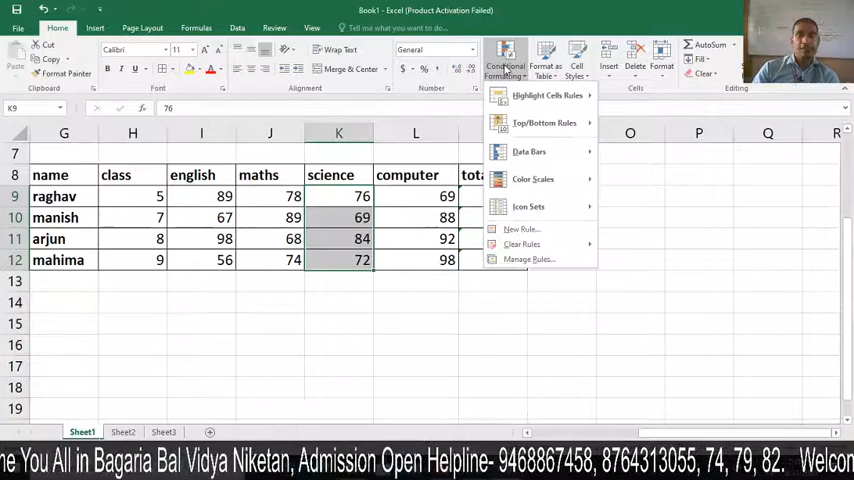 Book1 - Excel (Product Activation Failed)
File Home Insert Page Layout Formulas Data Review View Tell me what you want to do...
Cut
Copy
Format Painter
Paste
Clipboard
Calibri 11 A A
B I U
Font
Wrap Text
Merge & Center
Alignment
General
$ % ,
Number
Conditional Formatting
Format as Table
Cell Styles
Insert Delete Format
Cells
AutoSum
Fill
Clear
Editing
K9 fx 76
Highlight Cells Rules
Top/Bottom Rules
Data Bars
Color Scales
Icon Sets
New Rule...
Clear Rules
Manage Rules...
G H I J K L O P Q R
7
8 name class english maths science computer tota
9 raghav 5 89 78 76 69
10 manish 7 67 89 69 88
11 arjun 8 98 68 84 92
12 mahima 9 56 74 72 98
13
14
15
16
17
18
19
Sheet1 Sheet2 Sheet3
me You All in Bagaria Bal Vidya Niketan, Admission Open Helpline- 9468867458, 8764313055, 74, 79, 82. Welcom